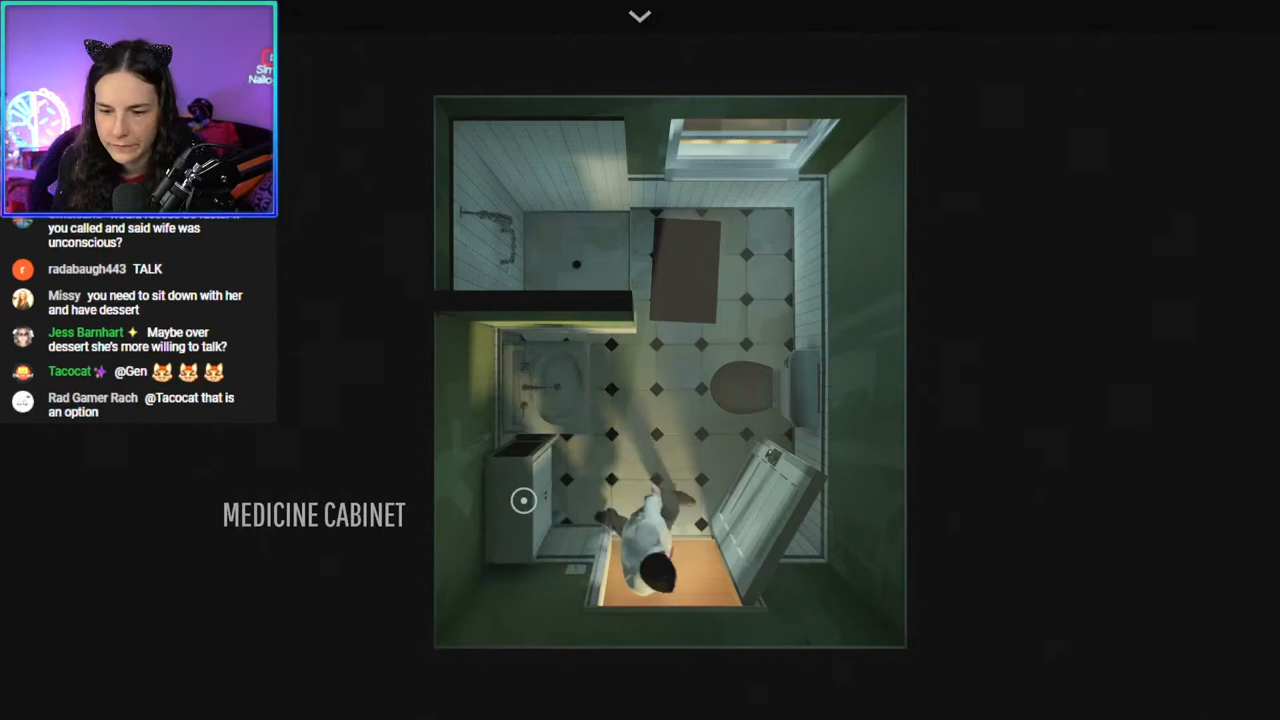 you called and said wife was
unconscious?
radabaugh443 TALK
Missy you need to sit down with her
and have dessert
Jess Barnhart Maybe over
dessert she's more willing to talk?
Tacocat @Gen
Rad Gamer Rach @Tacocat that is
an option
MEDICINE CABINET